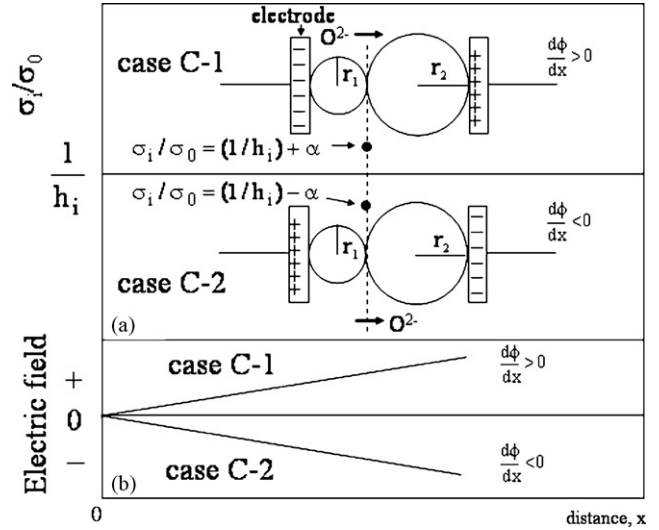 electrode
O²⁻
case C-1
r₁
r₂
dϕ/dx > 0
− − − − − −
+ + + + + + +
σᵢ/σ₀
σᵢ/σ₀ = (1/hᵢ) + α
1/hᵢ
σᵢ/σ₀ = (1/hᵢ) − α
+ + + + + +
− − − − − −
r₁
r₂
dϕ/dx < 0
case C-2
(a)
O²⁻
Electric field
+
0
−
case C-1
dϕ/dx > 0
case C-2
dϕ/dx < 0
(b)
0
distance, x